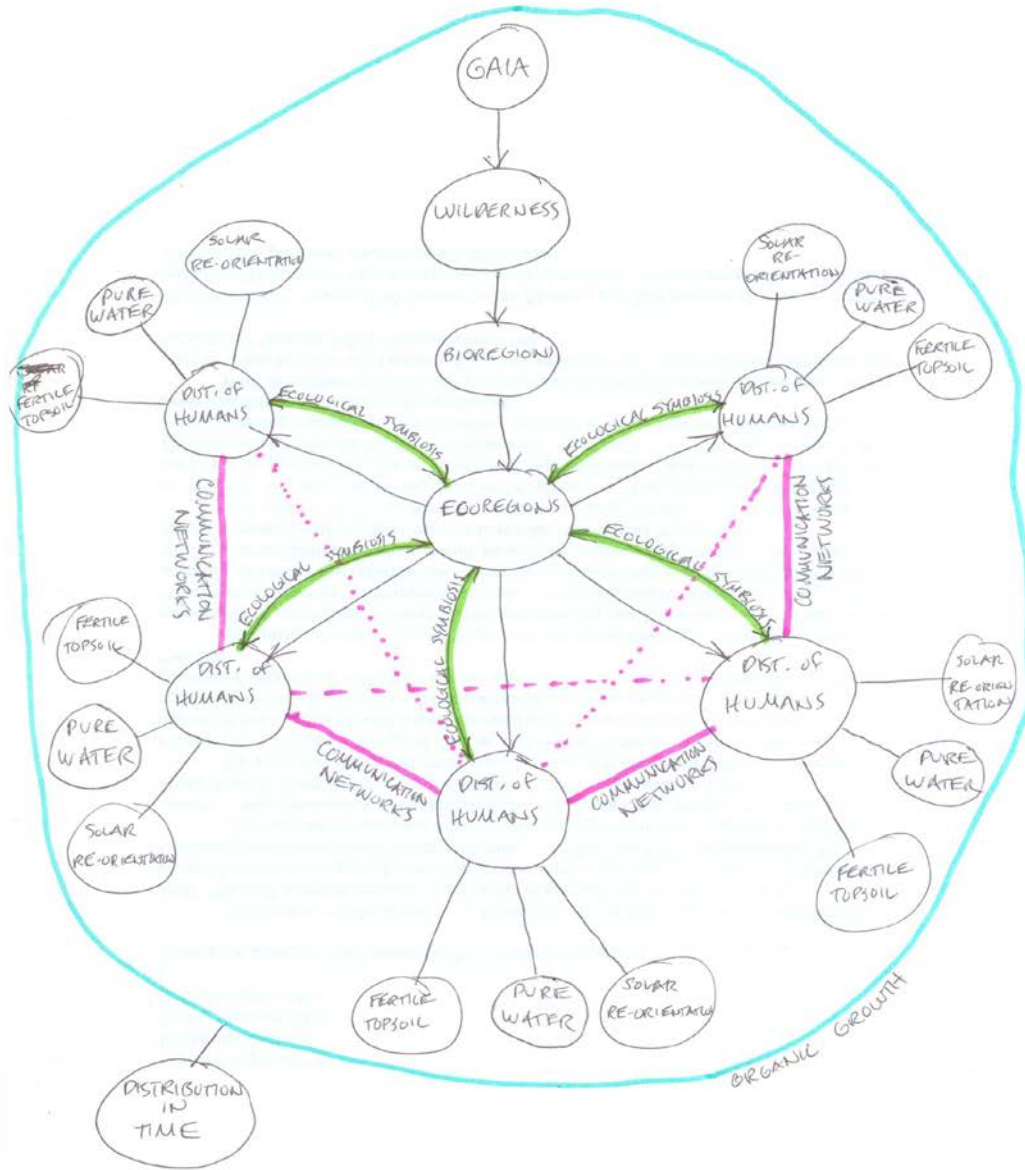 GAIA
WILDERNESS
BIOREGION
SOLAR
RE-ORIENTATION
PURE
WATER
FERTILE
TOPSOIL
DIST. OF
HUMANS
SOLAR
RE-
ORIENTATION
PURE
WATER
FERTILE
TOPSOIL
DIST. OF
HUMANS
ECOLOGICAL SYMBIOSIS
ECOLOGICAL SYMBIOSIS
ECOREGIONS
COMMUNICATION
NETWORKS
COMMUNICATION
NETWORKS
ECOLOGICAL SYMBIOSIS
ECOLOGICAL SYMBIOSIS
ECOLOGICAL SYMBIOSIS
FERTILE
TOPSOIL
PURE
WATER
SOLAR
RE-ORIENTATION
DIST. OF
HUMANS
DIST. OF
HUMANS
SOLAR
RE-ORIEN
TATION
PURE
WATER
FERTILE
TOPSOIL
COMMUNICATION
NETWORKS
COMMUNICATION
NETWORKS
DIST. OF
HUMANS
FERTILE
TOPSOIL
PURE
WATER
SOLAR
RE-ORIENTATION
ORGANIC GROWTH
DISTRIBUTION
IN
TIME